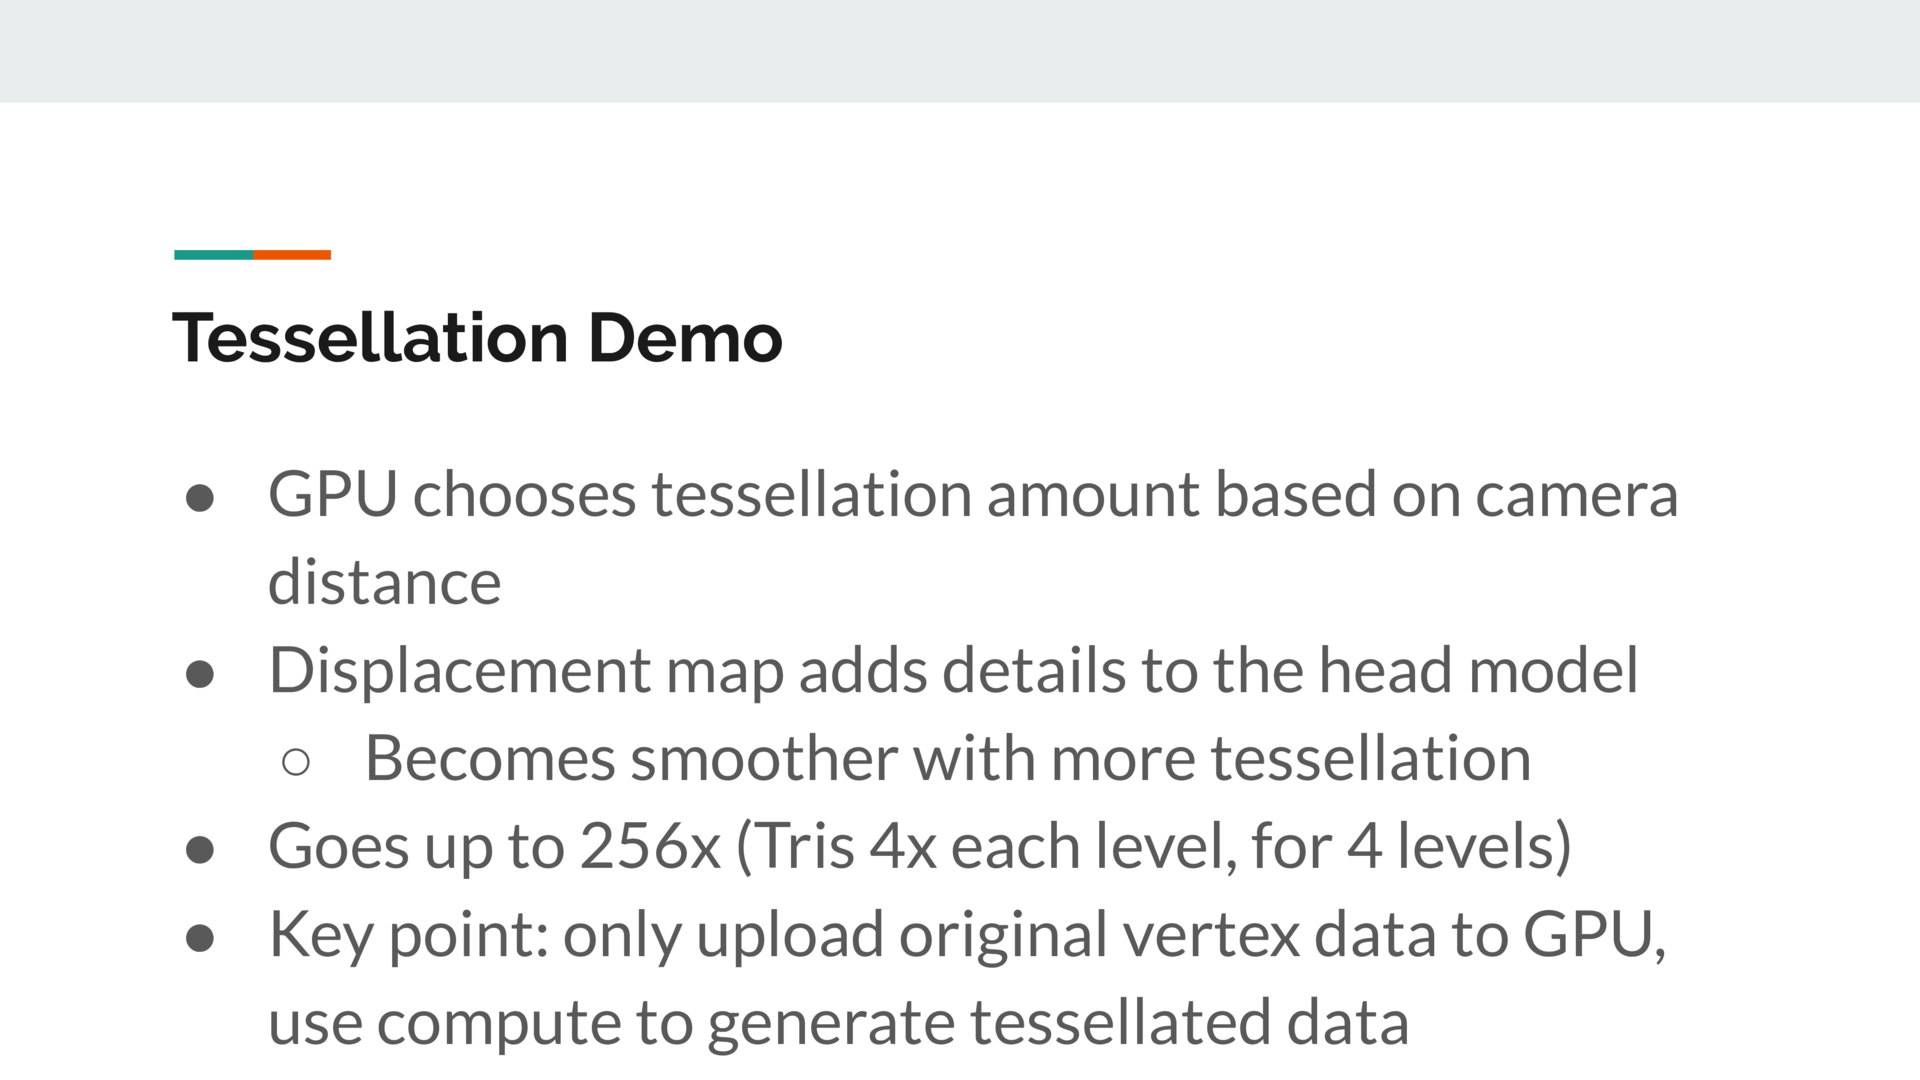 Tessellation Demo
● GPU chooses tessellation amount based on camera
distance
● Displacement map adds details to the head model
○ Becomes smoother with more tessellation
● Goes up to 256x (Tris 4x each level, for 4 levels)
● Key point: only upload original vertex data to GPU,
use compute to generate tessellated data